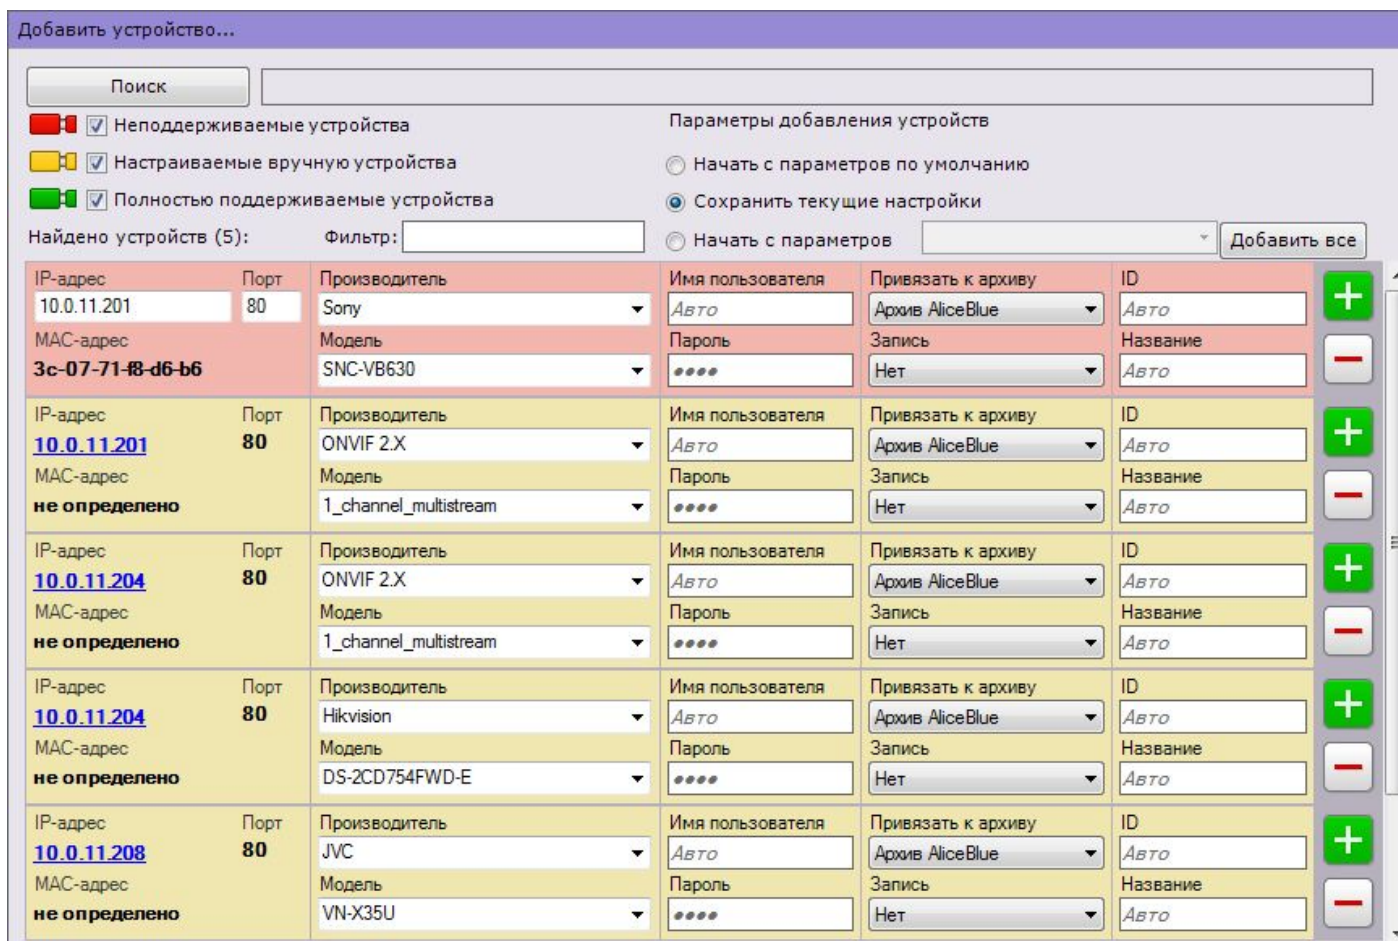 Добавить устройство...
Поиск
Неподдерживаемые устройства
Параметры добавления устройств
Настраиваемые вручную устройства
Начать с параметров по умолчанию
Полностью поддерживаемые устройства
Сохранить текущие настройки
Найдено устройств (5): Фильтр:
Начать с параметров Добавить все
IP-адрес Порт Производитель Имя пользователя Привязать к архиву ID
10.0.11.201 80 Sony Авто Архив AliceBlue Авто
MAC-адрес Модель Пароль Запись Название
3c-07-71-f8-d6-b6 SNC-VB630 •••• Нет Авто
IP-адрес Порт Производитель Имя пользователя Привязать к архиву ID
10.0.11.201 80 ONVIF 2.X Авто Архив AliceBlue Авто
MAC-адрес Модель Пароль Запись Название
не определено 1_channel_multistream •••• Нет Авто
IP-адрес Порт Производитель Имя пользователя Привязать к архиву ID
10.0.11.204 80 ONVIF 2.X Авто Архив AliceBlue Авто
MAC-адрес Модель Пароль Запись Название
не определено 1_channel_multistream •••• Нет Авто
IP-адрес Порт Производитель Имя пользователя Привязать к архиву ID
10.0.11.204 80 Hikvision Авто Архив AliceBlue Авто
MAC-адрес Модель Пароль Запись Название
не определено DS-2CD754FWD-E •••• Нет Авто
IP-адрес Порт Производитель Имя пользователя Привязать к архиву ID
10.0.11.208 80 JVC Авто Архив AliceBlue Авто
MAC-адрес Модель Пароль Запись Название
не определено VN-X35U •••• Нет Авто